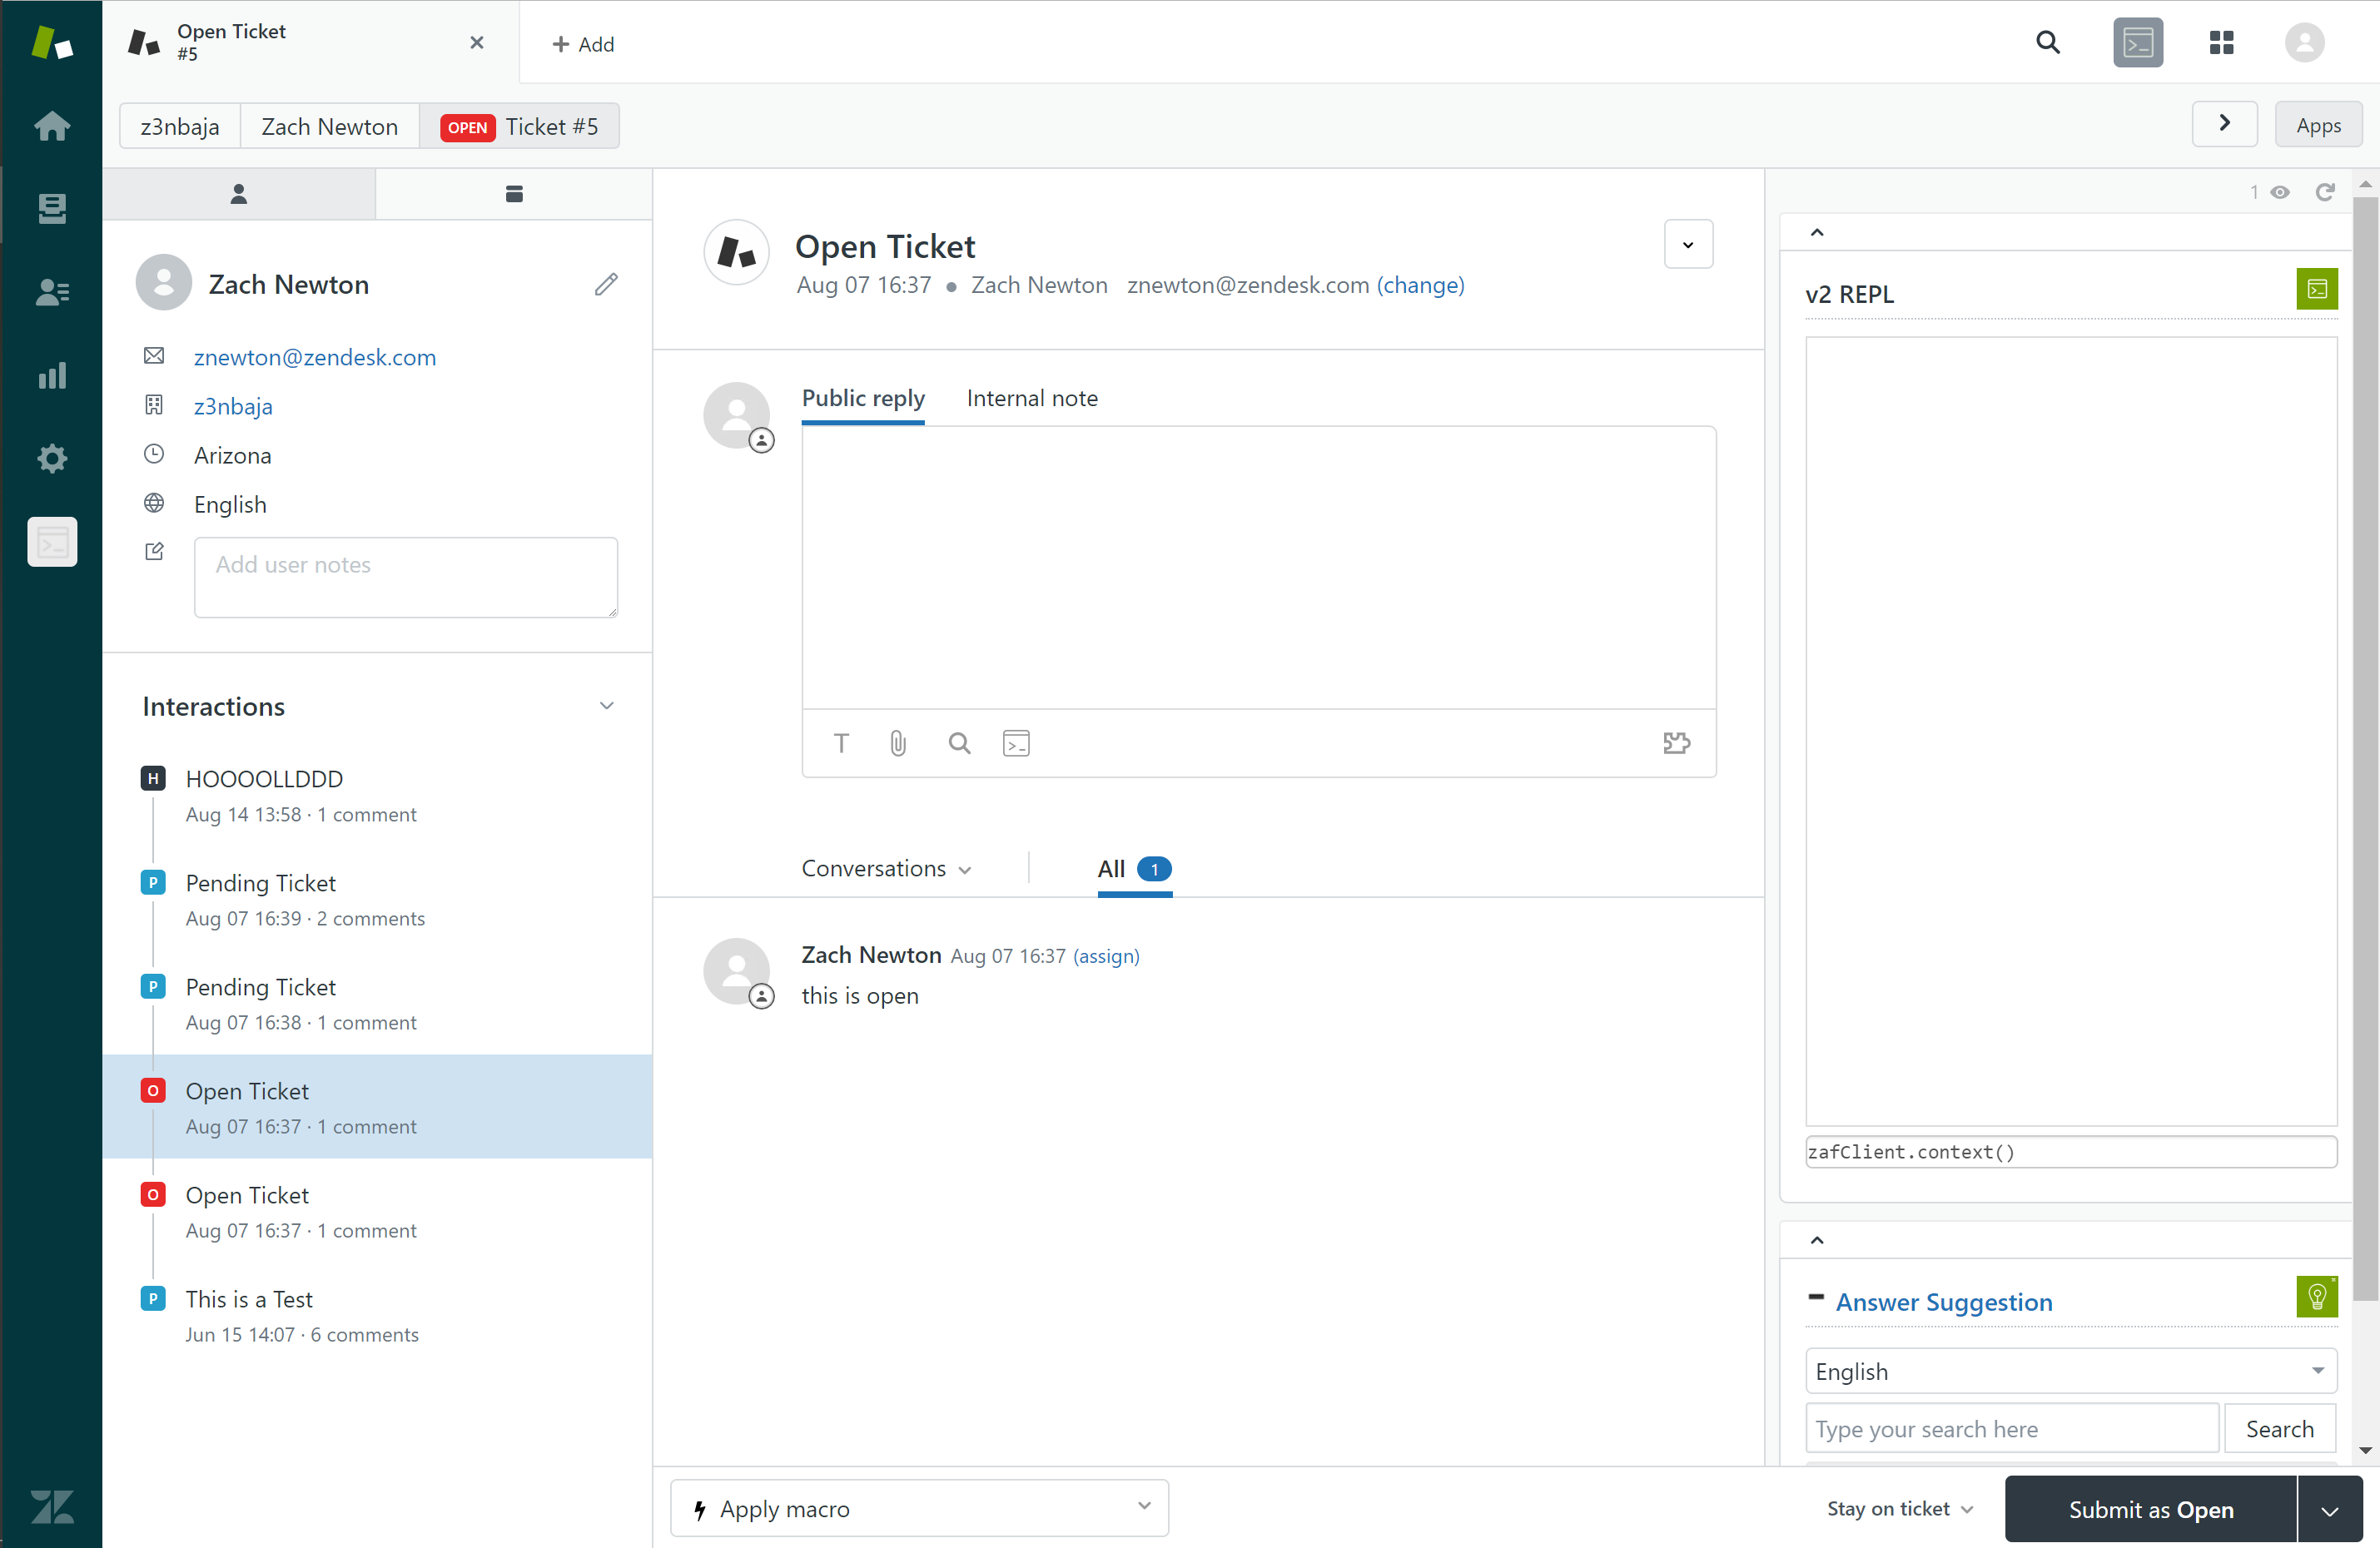 Open Ticket
#5
Add
z3nbaja
Zach Newton
OPEN Ticket #5
Apps
Zach Newton
znewton@zendesk.com
z3nbaja
Arizona
English
Add user notes
Interactions
H HOOOOLLDDD
Aug 14 13:58 · 1 comment
P Pending Ticket
Aug 07 16:39 · 2 comments
P Pending Ticket
Aug 07 16:38 · 1 comment
O Open Ticket
Aug 07 16:37 · 1 comment
O Open Ticket
Aug 07 16:37 · 1 comment
P This is a Test
Jun 15 14:07 · 6 comments
Open Ticket
Aug 07 16:37 ● Zach Newton znewton@zendesk.com (change)
Public reply Internal note
T
Conversations All 1
Zach Newton Aug 07 16:37 (assign)
this is open
Apply macro
1
v2 REPL
zafClient.context()
Answer Suggestion
English
Type your search here Search
Stay on ticket Submit as Open